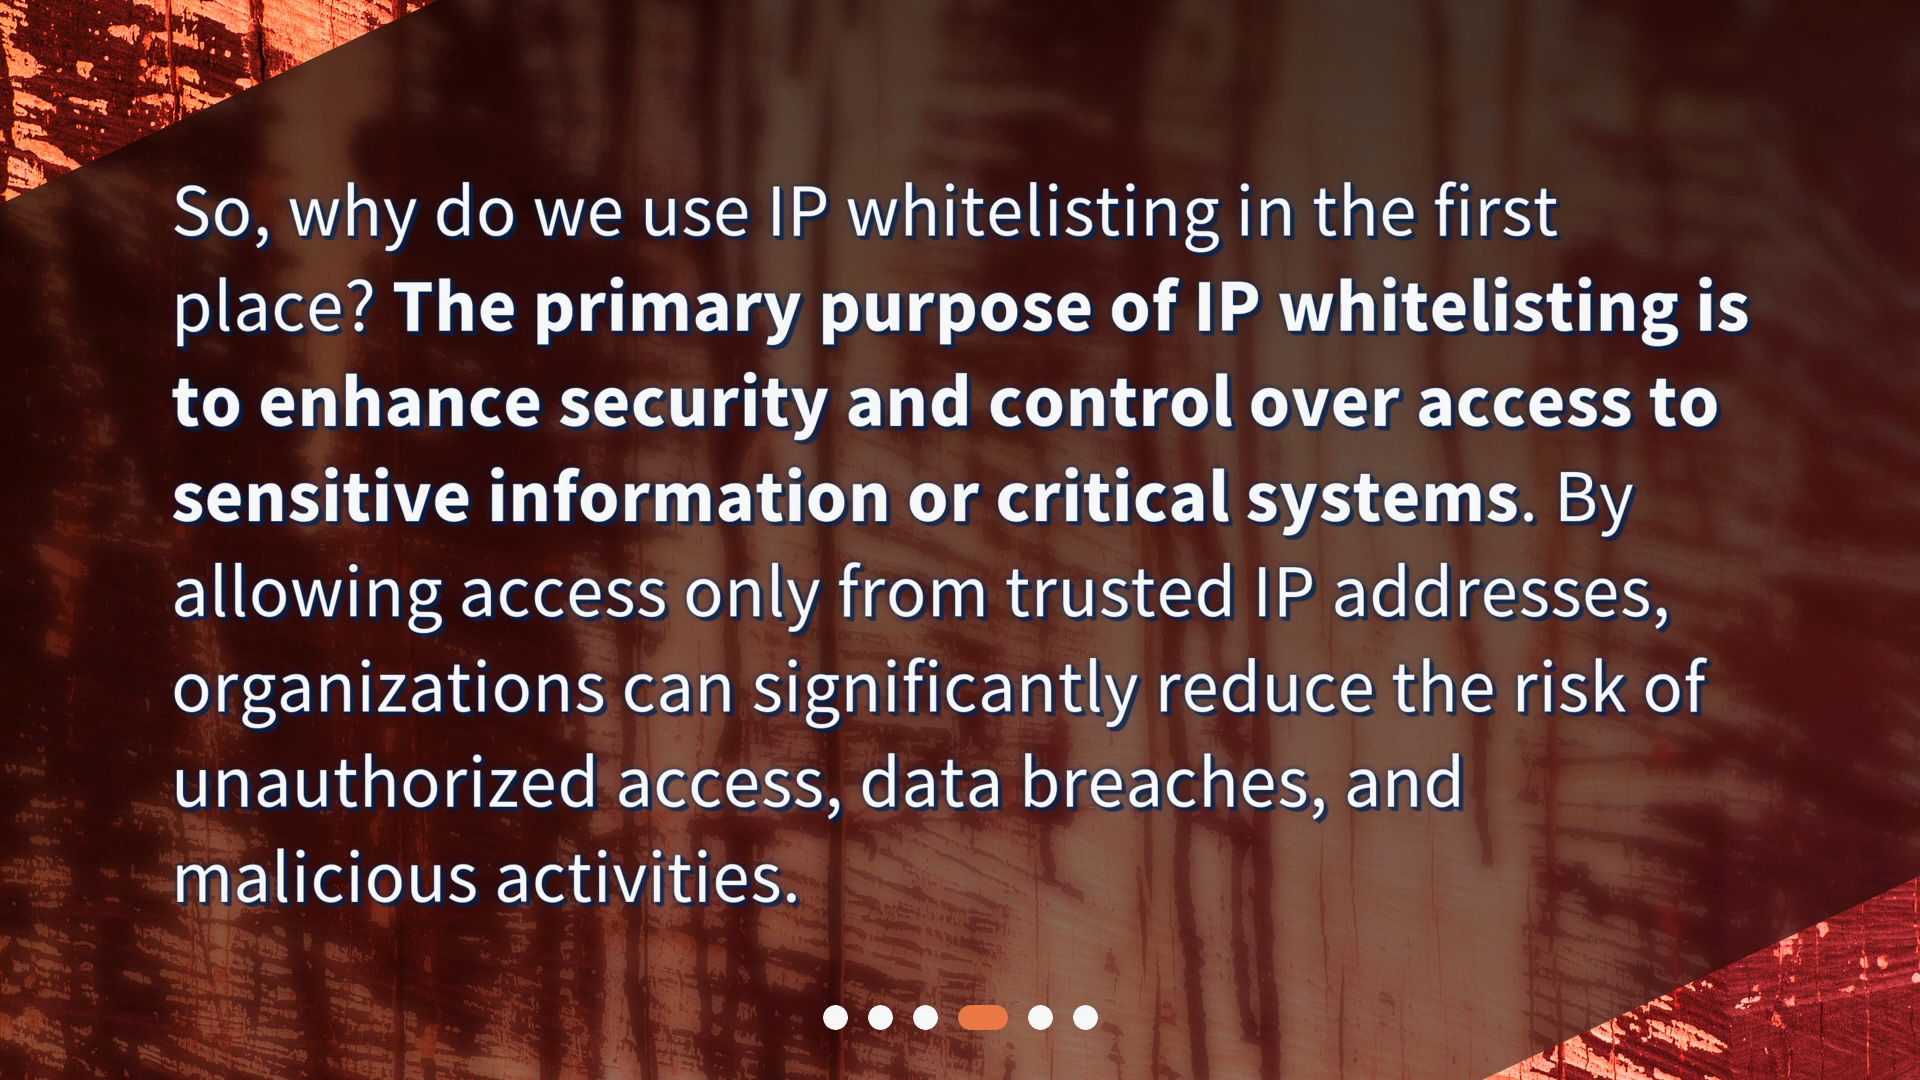 So, why do we use IP whitelisting in the first
place? The primary purpose of IP whitelisting is
to enhance security and control over access to
sensitive information or critical systems. By
allowing access only from trusted IP addresses,
organizations can significantly reduce the risk of
unauthorized access, data breaches, and
malicious activities.